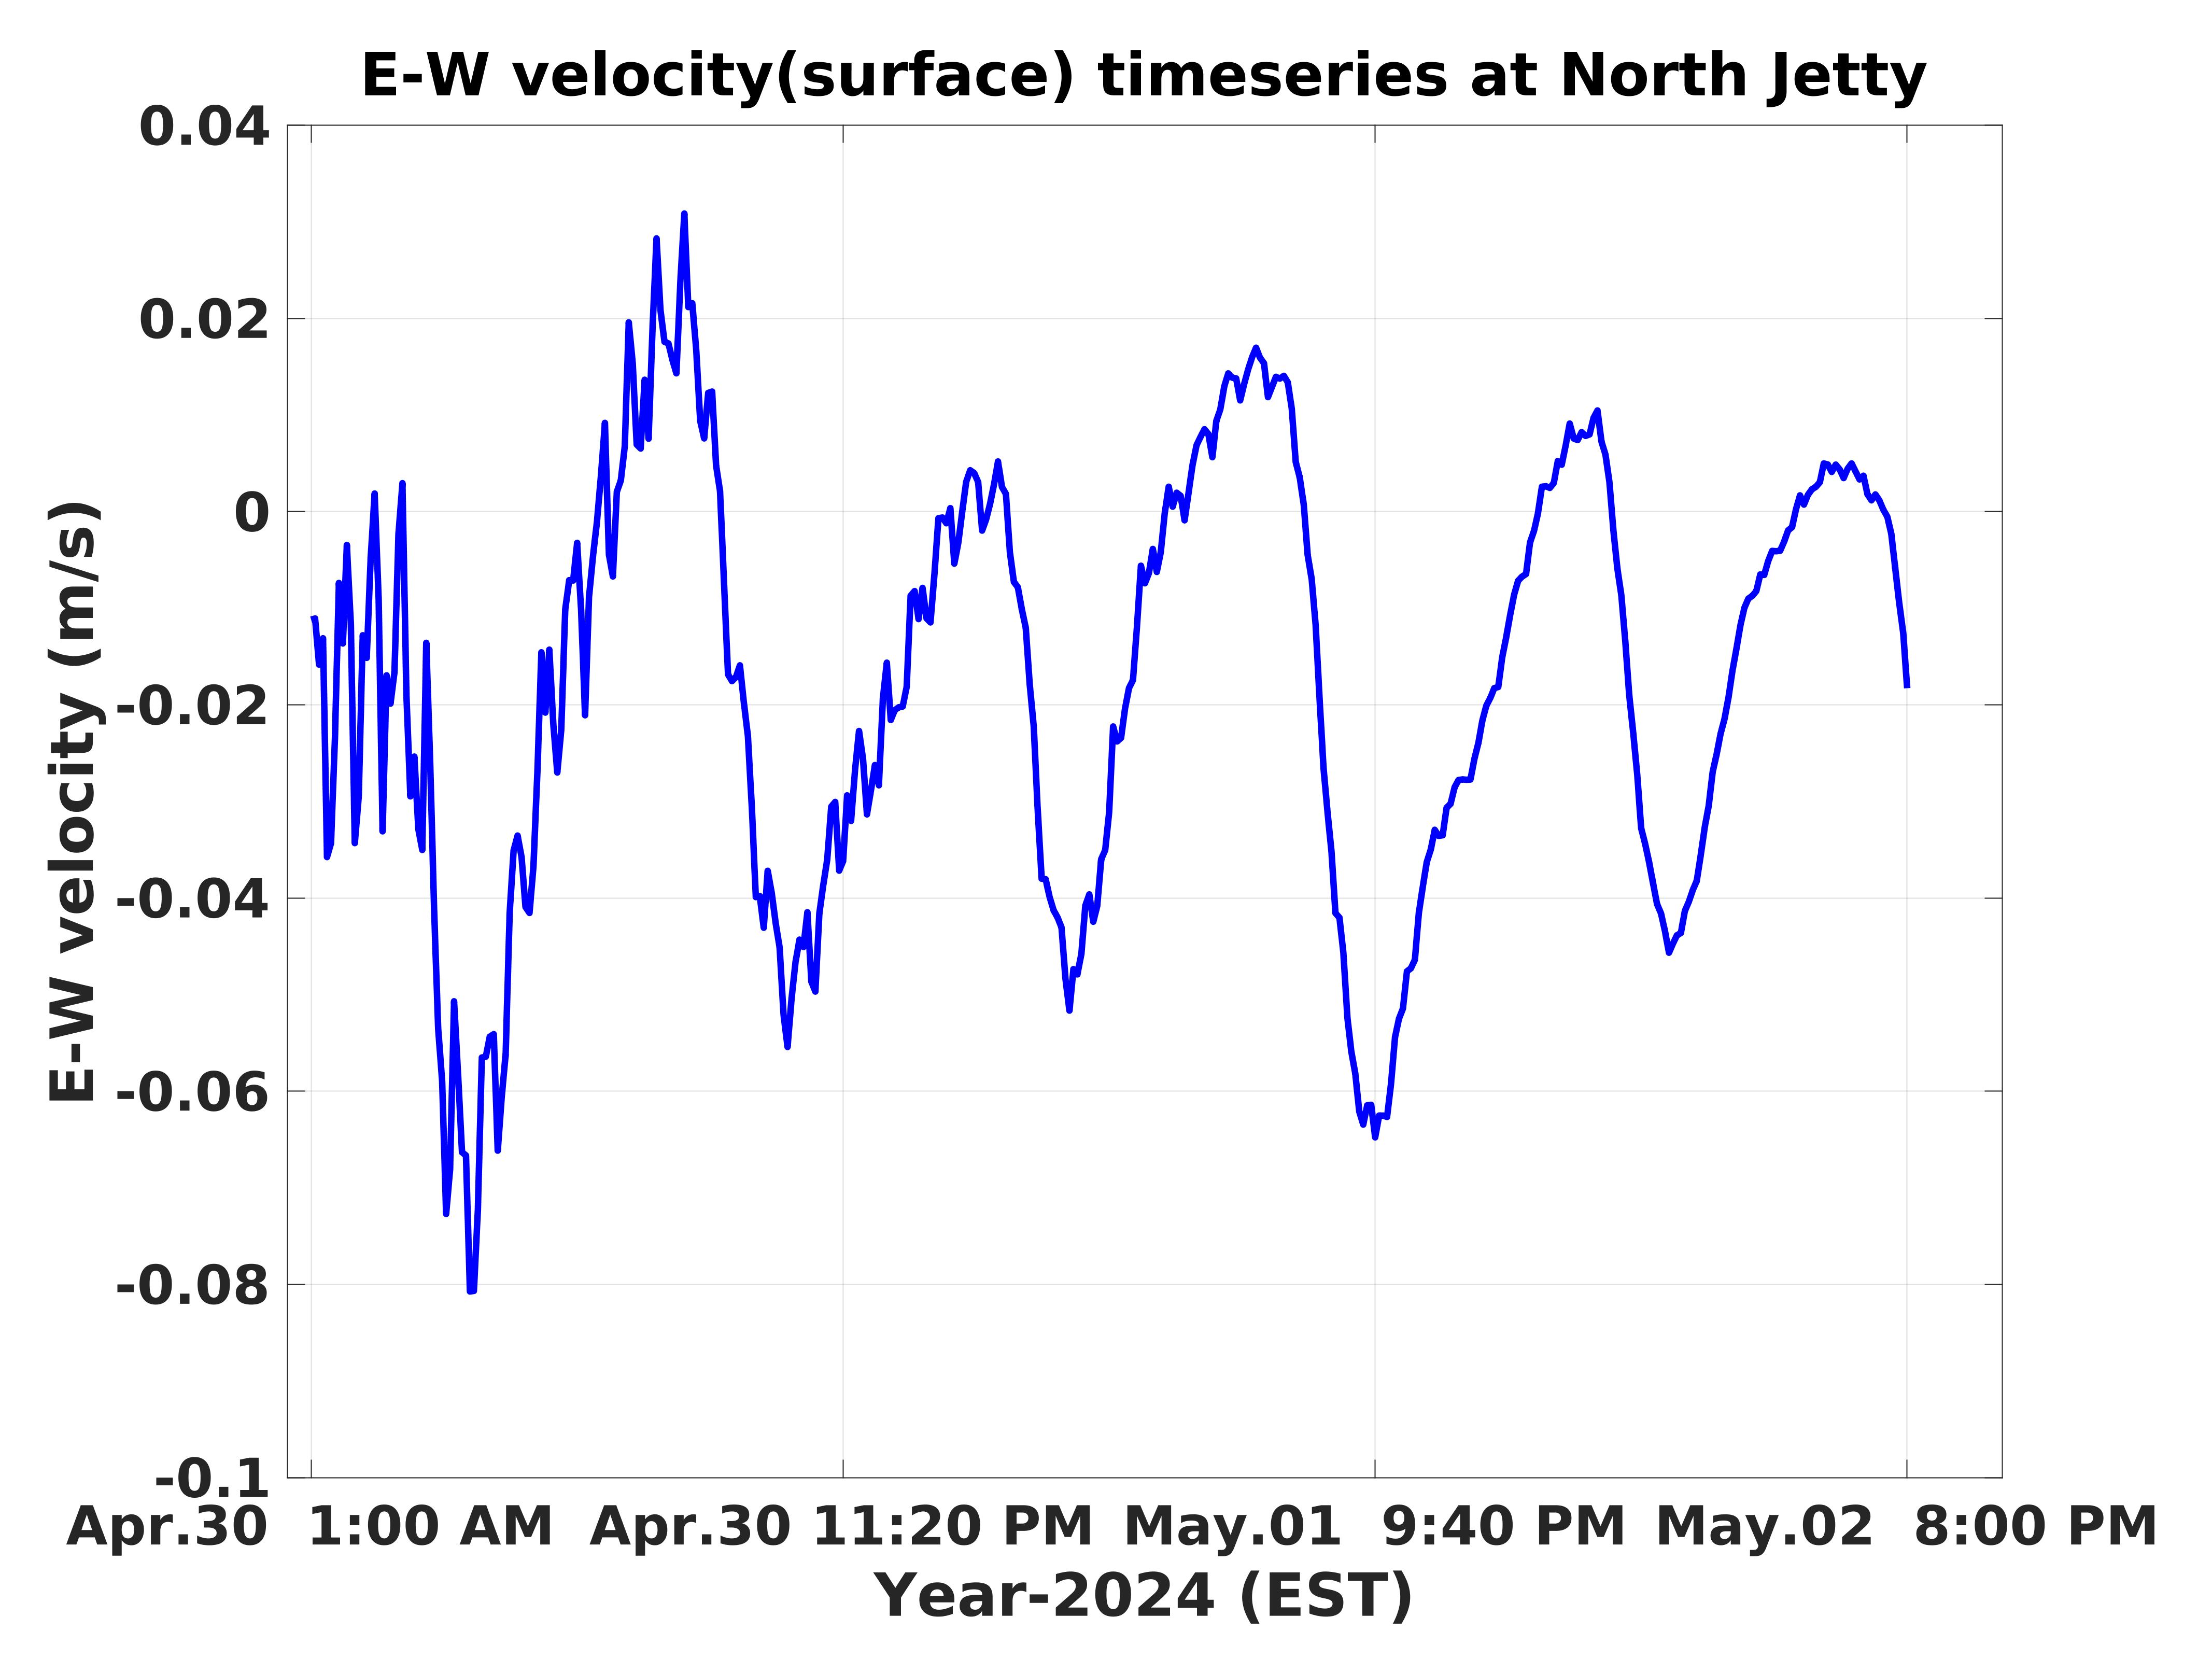 E-W velocity(surface) timeseries at North Jetty
0.04
0.02
0
-0.02
-0.04
-0.06
-0.08
-0.1
E-W velocity (m/s)
Apr.30 1:00 AM Apr.30 11:20 PM May.01 9:40 PM May.02 8:00 PM
Year-2024 (EST)